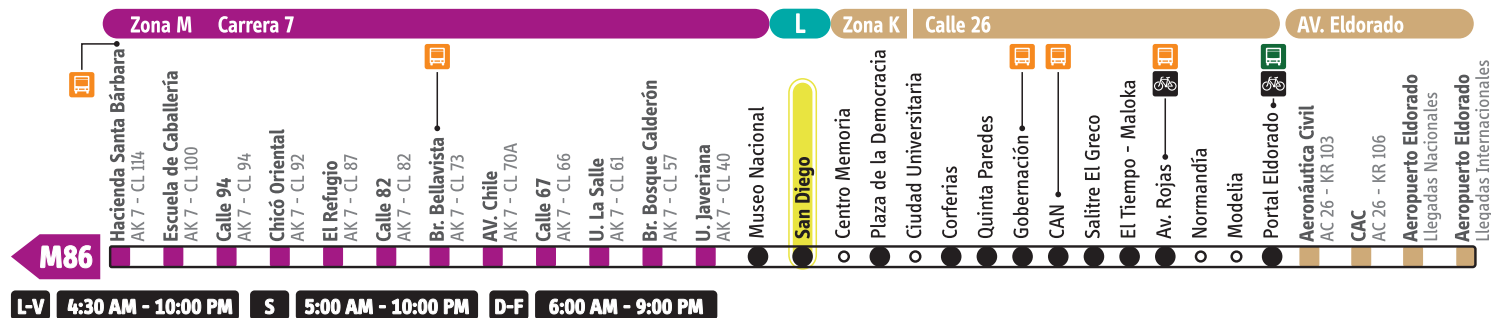 Zona M Carrera 7
L
Zona K
Calle 26
AV. Eldorado
Hacienda Santa Bárbara
AK 7 - CL 114
Escuela de Caballería
AK 7 - CL 100
Calle 94
AK 7 - CL 94
Chicó Oriental
AK 7 - CL 92
El Refugio
AK 7 - CL 87
Calle 82
AK 7 - CL 82
Br. Bellavista
AK 7 - CL 73
AV. Chile
AK 7 - CL 70A
Calle 67
AK 7 - CL 66
U. La Salle
AK 7 - CL 61
Br. Bosque Calderón
AK 7 - CL 57
U. Javeriana
AK 7 - CL 40
Museo Nacional
San Diego
Centro Memoria
Plaza de la Democracia
Ciudad Universitaria
Corferias
Quinta Paredes
Gobernación
CAN
Salitre El Greco
El Tiempo - Maloka
Av. Rojas
Normandía
Modelia
Portal Eldorado
Aeronáutica Civil
AC 26 - KR 103
CAC
AC 26 - KR 106
Aeropuerto Eldorado
Llegadas Nacionales
Aeropuerto Eldorado
Llegadas Internacionales
M86
L-V 4:30 AM - 10:00 PM S 5:00 AM - 10:00 PM D-F 6:00 AM - 9:00 PM